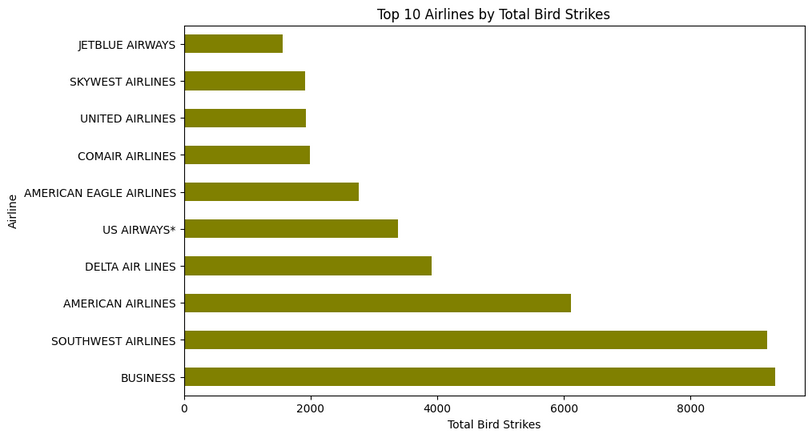 Top 10 Airlines by Total Bird Strikes
Airline
JETBLUE AIRWAYS
SKYWEST AIRLINES
UNITED AIRLINES
COMAIR AIRLINES
AMERICAN EAGLE AIRLINES
US AIRWAYS*
DELTA AIR LINES
AMERICAN AIRLINES
SOUTHWEST AIRLINES
BUSINESS
0 2000 4000 6000 8000
Total Bird Strikes